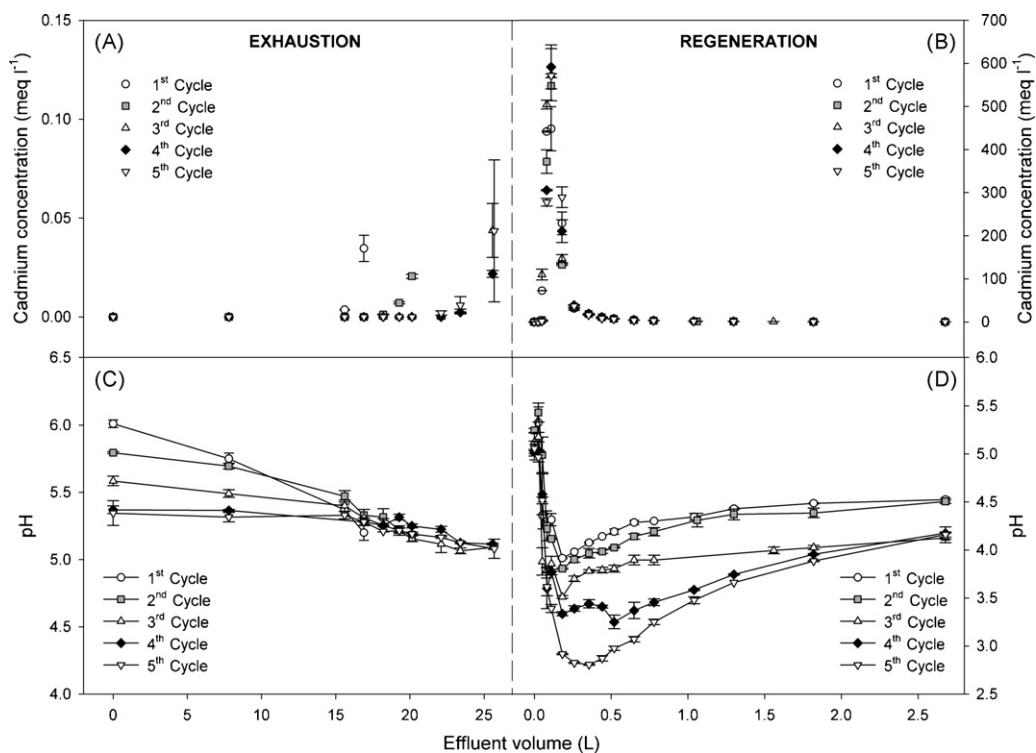 (A)
EXHAUSTION
REGENERATION
(B)
Cadmium concentration (meq l⁻¹)
0.15
0.10
0.05
0.00
1st Cycle
2nd Cycle
3rd Cycle
4th Cycle
5th Cycle
1st Cycle
2nd Cycle
3rd Cycle
4th Cycle
5th Cycle
700
600
500
400
300
200
100
0
Cadmium concentration (meq l⁻¹)
(C)
(D)
pH
6.5
6.0
5.5
5.0
4.5
4.0
1st Cycle
2nd Cycle
3rd Cycle
4th Cycle
5th Cycle
1st Cycle
2nd Cycle
3rd Cycle
4th Cycle
5th Cycle
6.0
5.5
5.0
4.5
4.0
3.5
3.0
2.5
pH
0 5 10 15 20 25 0.0 0.5 1.0 1.5 2.0 2.5
Effluent volume (L)